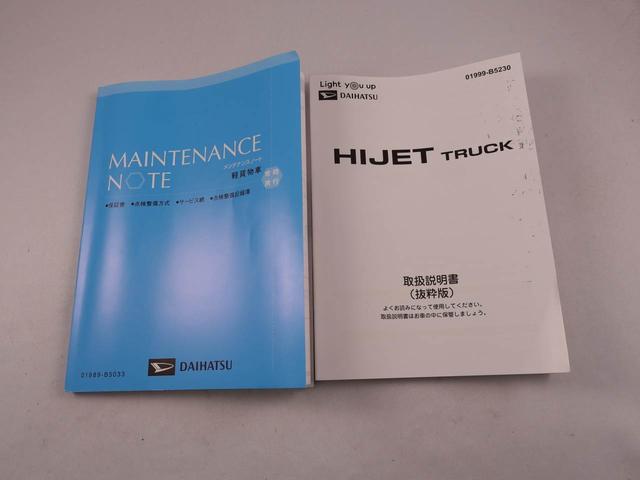 MAINTENANCE
NOTE
メンテナンスノート
軽貨物車
●保証書 ●点検整備方式 ●サービス網 ●点検整備記録簿
DAIHATSU
01989-B5033
01999-B5230
Light you up
DAIHATSU
HIJET TRUCK
取扱説明書
（抜粋版）
よくお読みになって使用してください。
取扱説明書はお車の中に保管しましょう。